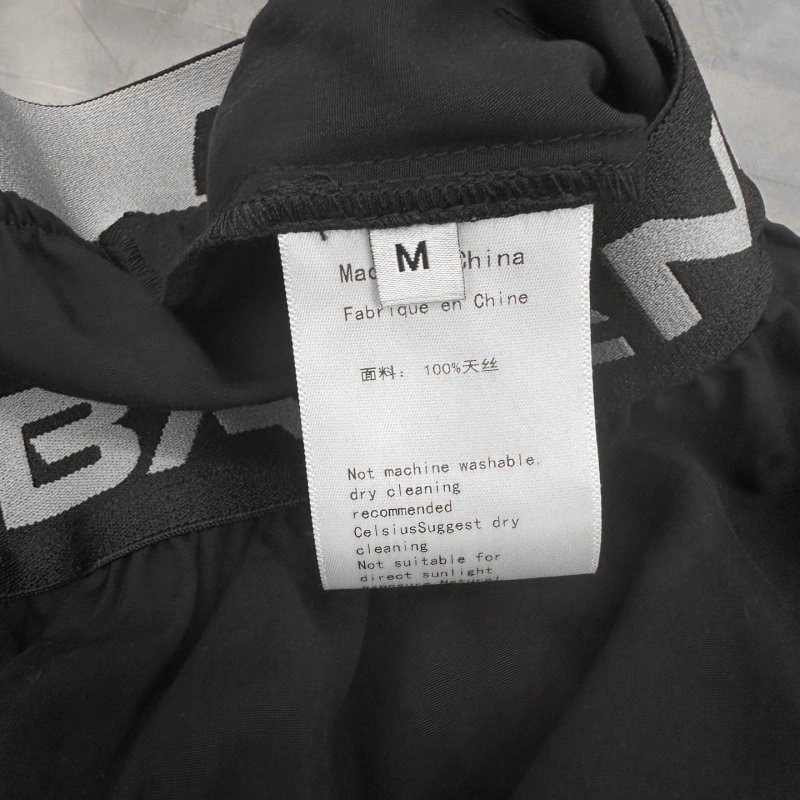 M
Made China
Fabrique en Chine
面料: 100%天丝
Not machine washable.
dry cleaning
recommended
CelsiusSuggest dry
cleaning
Not suitable for
direct sunlight
BA